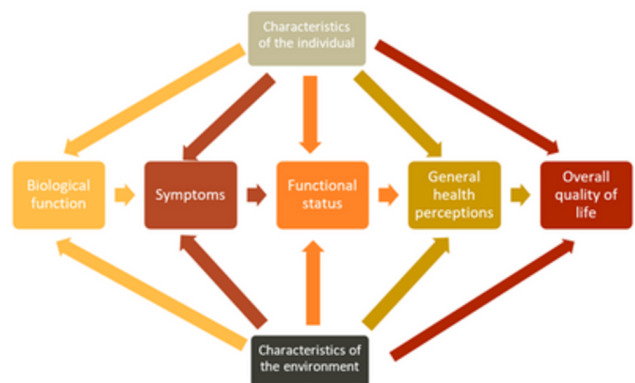 Characteristics
of the individual
Biological
function
Symptoms
Functional
status
General
health
perceptions
Overall
quality of
life
Characteristics of
the environment